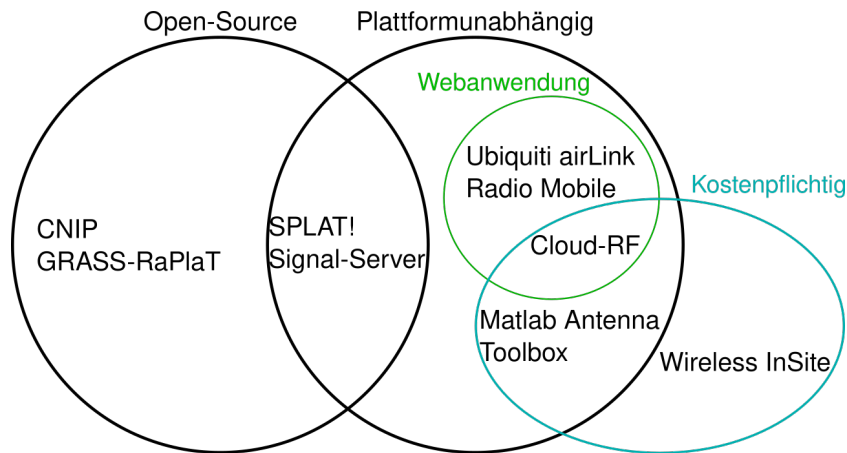 Open-Source
Plattformunabhängig
Webanwendung
Ubiquiti airLink
Radio Mobile
Kostenpflichtig
CNIP
GRASS-RaPlaT
SPLAT!
Signal-Server
Cloud-RF
Matlab Antenna
Toolbox
Wireless InSite